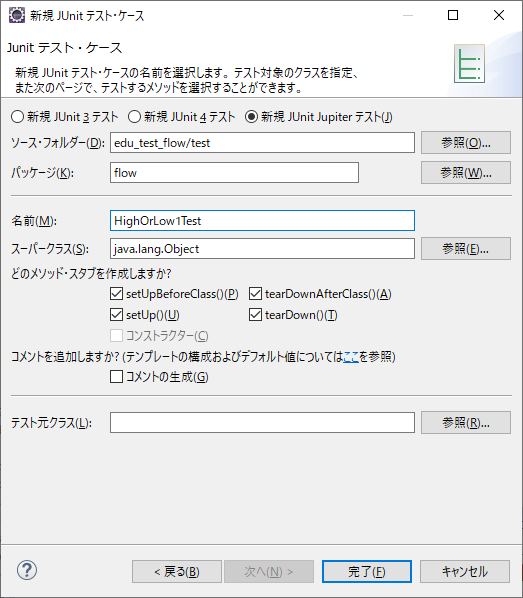 新規 JUnit テスト・ケース
Junit テスト・ケース
新規 JUnit テスト・ケースの名前を選択します。テスト対象のクラスを指定、
また次のページで、テストするメソッドを選択することができます。
新規 JUnit 3 テスト 新規 JUnit 4 テスト 新規 JUnit Jupiter テスト(J)
ソース・フォルダー(D): edu_test_flow/test 参照(O)...
パッケージ(K): flow 参照(W)...
名前(M): HighOrLow1Test
スーパークラス(S): java.lang.Object 参照(E)...
どのメソッド・スタブを作成しますか?
setUpBeforeClass()(P) tearDownAfterClass()(A)
setUp()(U) tearDown()(T)
コンストラクター(C)
コメントを追加しますか? (テンプレートの構成およびデフォルト値についてはここを参照)
コメントの生成(G)
テスト元クラス(L): 参照(R)...
? < 戻る(B) 次へ(N) > 完了(F) キャンセル